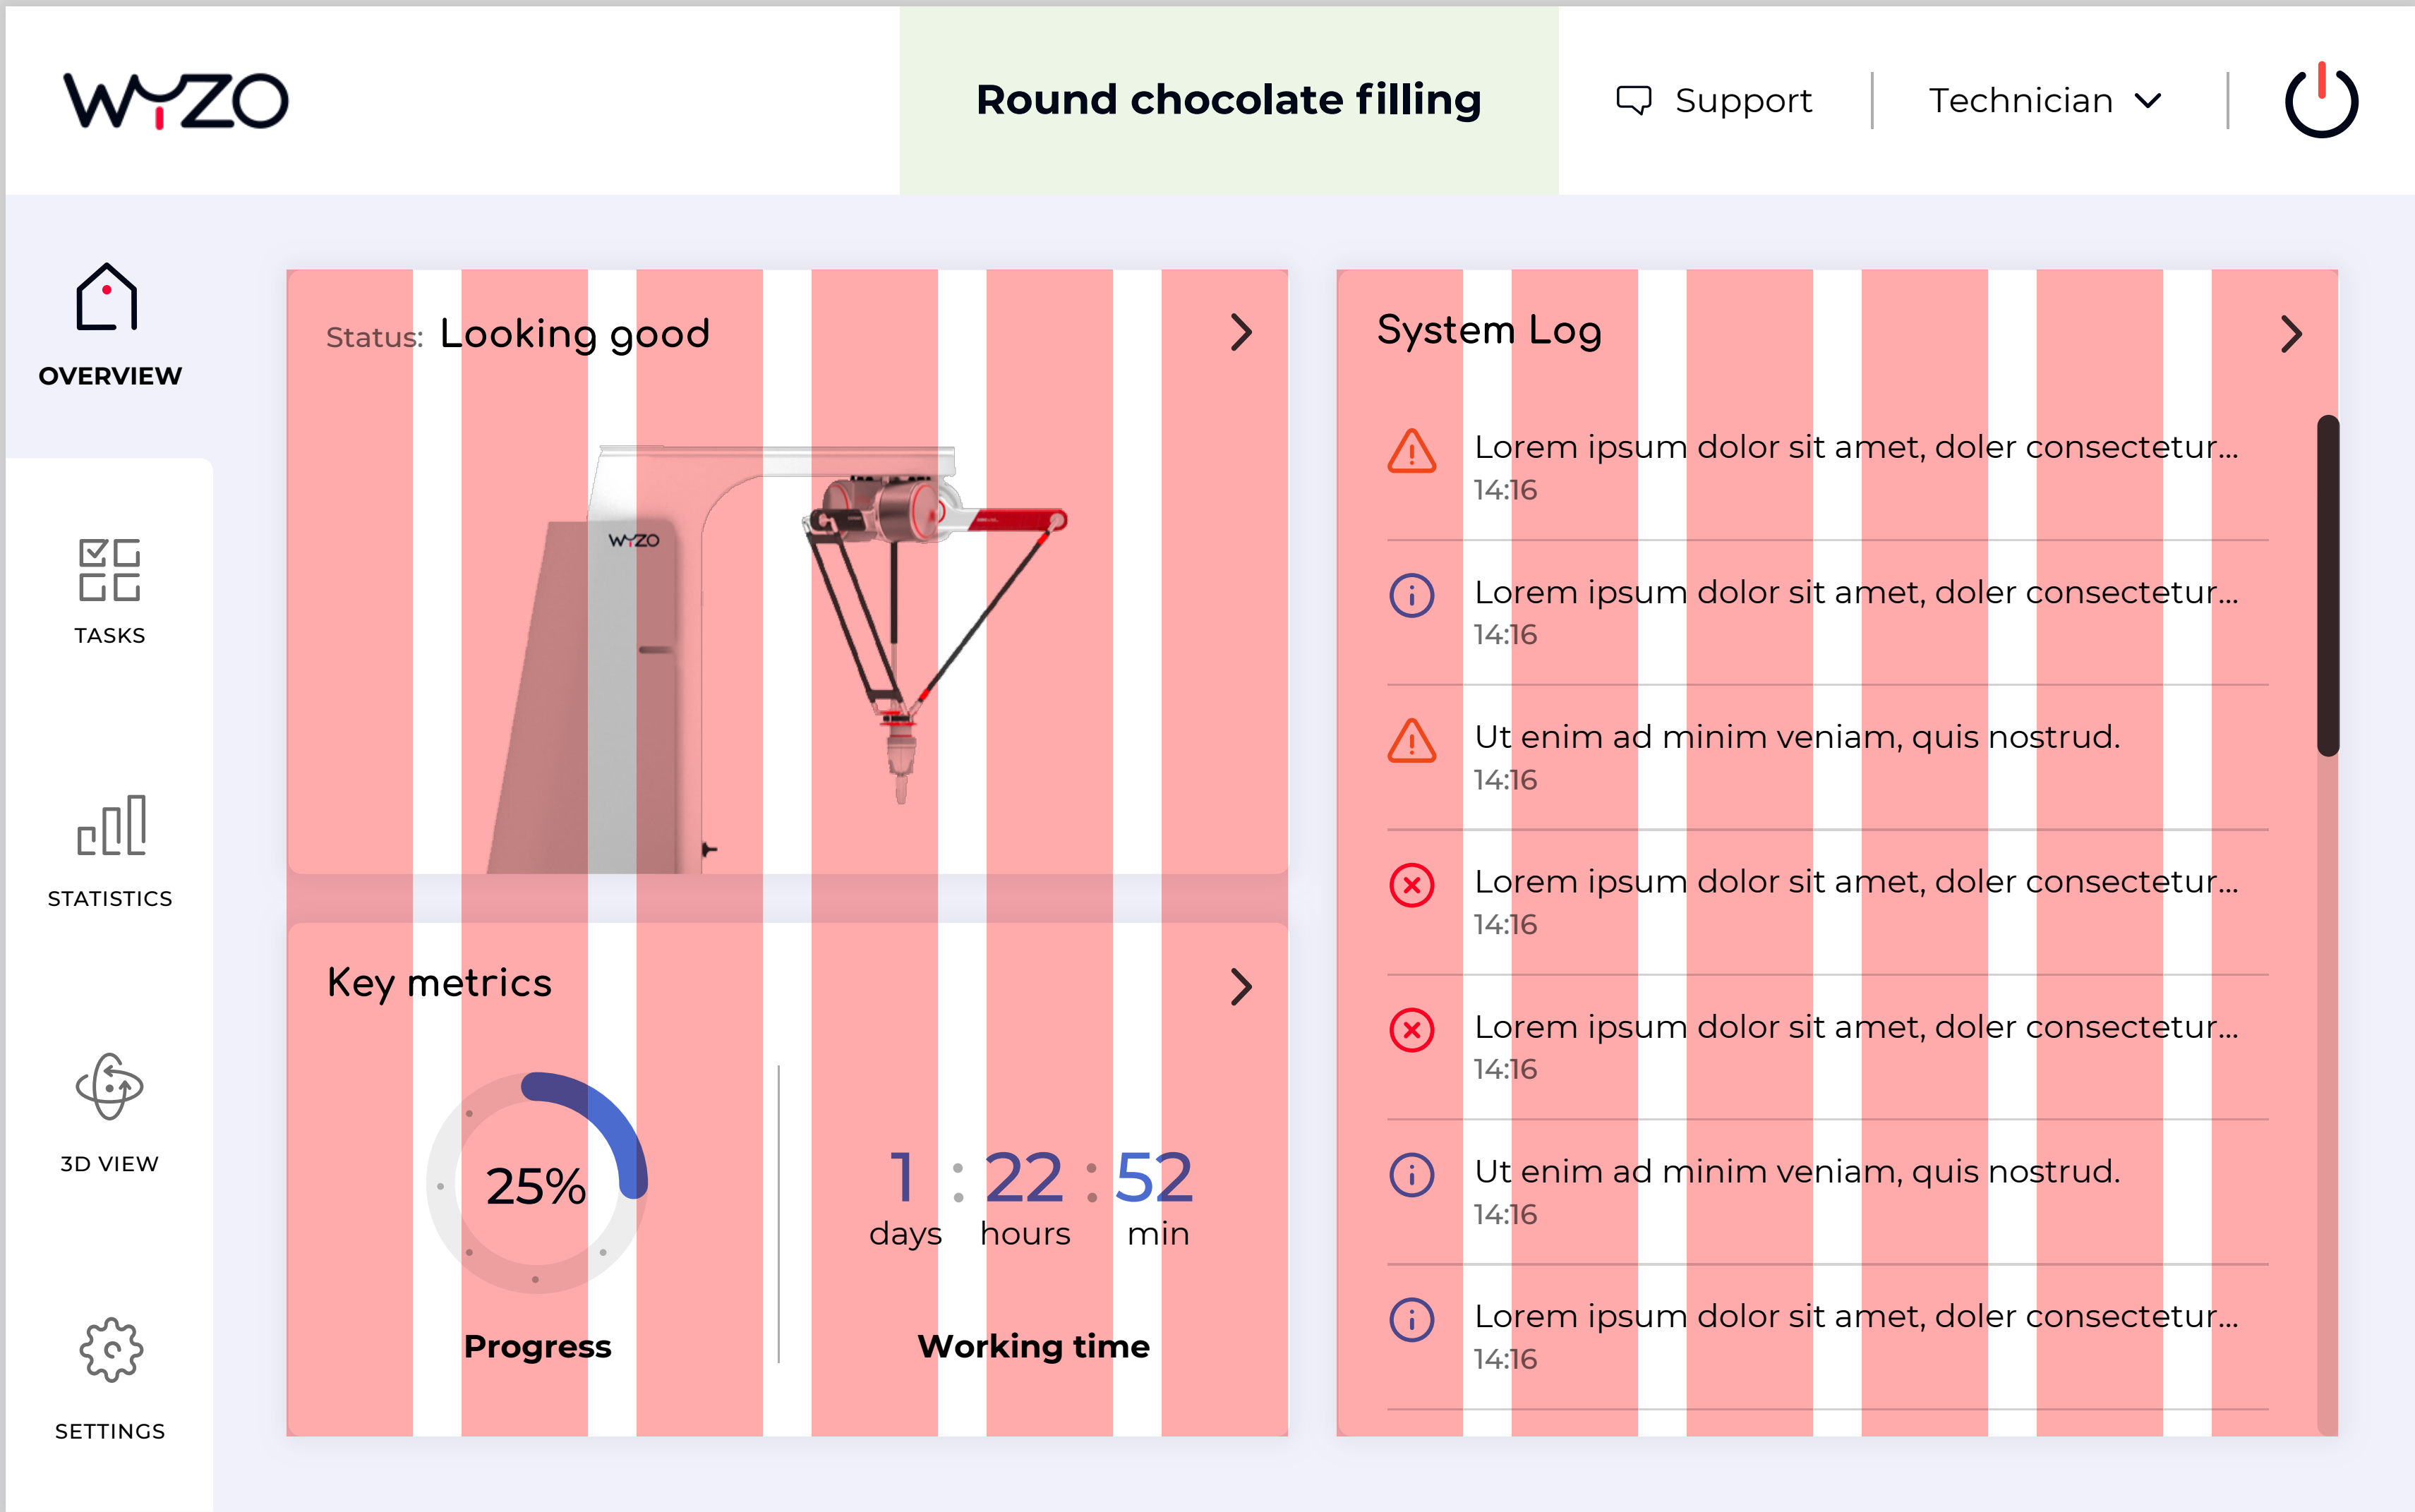 WYZO
Round chocolate filling
Support
Technician
OVERVIEW
TASKS
STATISTICS
3D VIEW
SETTINGS
Status: Looking good
WYZO
Key metrics
25%
Progress
1 : 22 : 52
days hours min
Working time
System Log
Lorem ipsum dolor sit amet, doler consectetur...
14:16
Lorem ipsum dolor sit amet, doler consectetur...
14:16
Ut enim ad minim veniam, quis nostrud.
14:16
Lorem ipsum dolor sit amet, doler consectetur...
14:16
Lorem ipsum dolor sit amet, doler consectetur...
14:16
Ut enim ad minim veniam, quis nostrud.
14:16
Lorem ipsum dolor sit amet, doler consectetur...
14:16